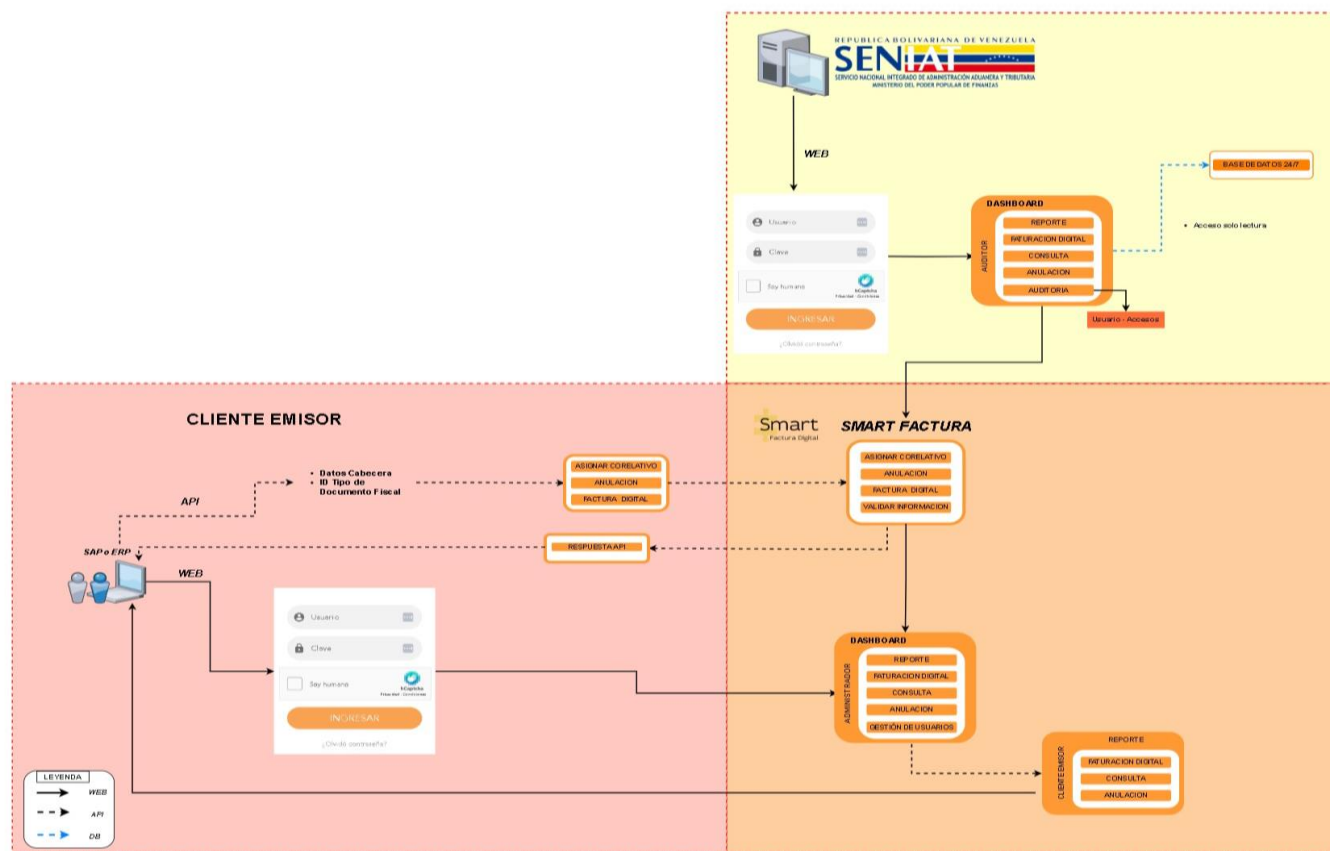 REPUBLICA BOLIVARIANA DE VENEZUELA
SENIAT
SERVICIO NACIONAL INTEGRADO DE ADMINISTRACIÓN ADUANERA Y TRIBUTARIA
MINISTERIO DEL PODER POPULAR DE FINANZAS
WEB
Usuario
Clave
Soy humano
hCaptcha
INGRESAR
¿Olvidó contraseña?
DASHBOARD
AUDITOR
REPORTE
FATURACION DIGITAL
CONSULTA
ANULACION
AUDITORIA
Usuario - Accesos
BASE DE DATOS 24/7
• Acceso solo lectura
CLIENTE EMISOR
API
• Datos Cabecera
• ID Tipo de
Documento Fiscal
ASIGNAR CORELATIVO
ANULACION
FACTURA DIGITAL
RESPUESTA API
SAP o ERP
WEB
Usuario
Clave
Soy humano
hCaptcha
INGRESAR
¿Olvidó contraseña?
Smart
Factura Digital
SMART FACTURA
ASIGNAR CORELATIVO
ANULACION
FACTURA DIGITAL
VALIDAR INFORMACION
DASHBOARD
ADMINISTRADOR
REPORTE
FATURACION DIGITAL
CONSULTA
ANULACION
GESTIÓN DE USUARIOS
REPORTE
CLIENTE EMISOR
FATURACION DIGITAL
CONSULTA
ANULACION
LEYENDA
WEB
API
DB